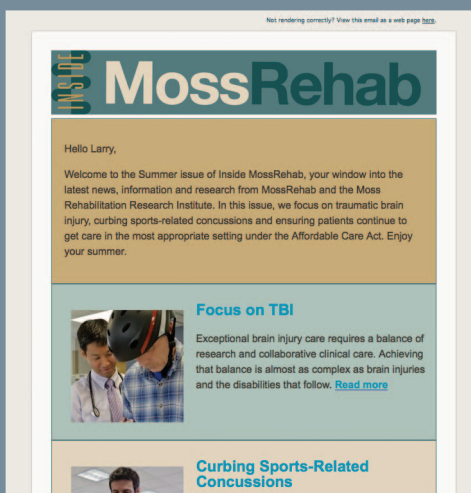 Not rendering correctly? View this email as a web page here.
INSIDE
MossRehab
Hello Larry,
Welcome to the Summer issue of Inside MossRehab, your window into the
latest news, information and research from MossRehab and the Moss
Rehabilitation Research Institute. In this issue, we focus on traumatic brain
injury, curbing sports-related concussions and ensuring patients continue to
get care in the most appropriate setting under the Affordable Care Act. Enjoy
your summer.
Focus on TBI
Exceptional brain injury care requires a balance of
research and collaborative clinical care. Achieving
that balance is almost as complex as brain injuries
and the disabilities that follow. Read more
Curbing Sports-Related
Concussions